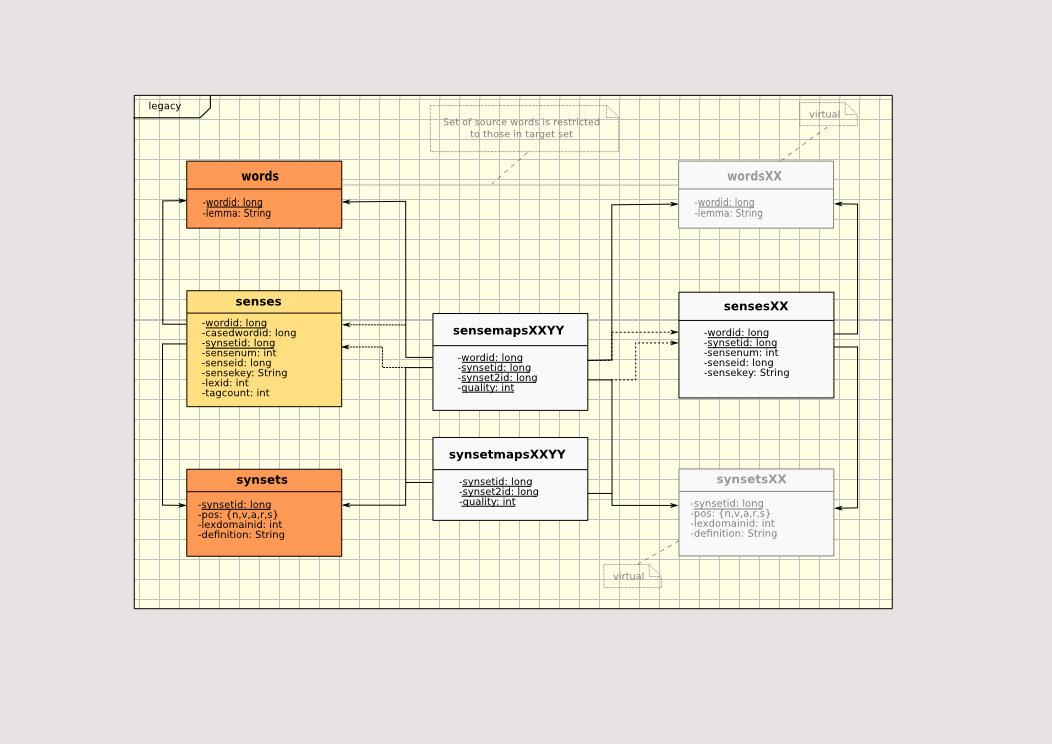 legacy
Set of source words is restricted
to those in target set
virtual
words
-wordid: long
-lemma: String
wordsXX
-wordid: long
-lemma: String
senses
-wordid: long
-casedwordid: long
-synsetid: long
-sensenum: int
-senseid: long
-sensekey: String
-lexid: int
-tagcount: int
sensemapsXXYY
-wordid: long
-synsetid: long
-synset2id: long
-quality: int
sensesXX
-wordid: long
-synsetid: long
-sensenum: int
-senseid: long
-sensekey: String
synsetmapsXXYY
-synsetid: long
-synset2id: long
-quality: int
synsets
-synsetid: long
-pos: {n,v,a,r,s}
-lexdomainid: int
-definition: String
synsetsXX
-synsetid: long
-pos: {n,v,a,r,s}
-lexdomainid: int
-definition: String
virtual